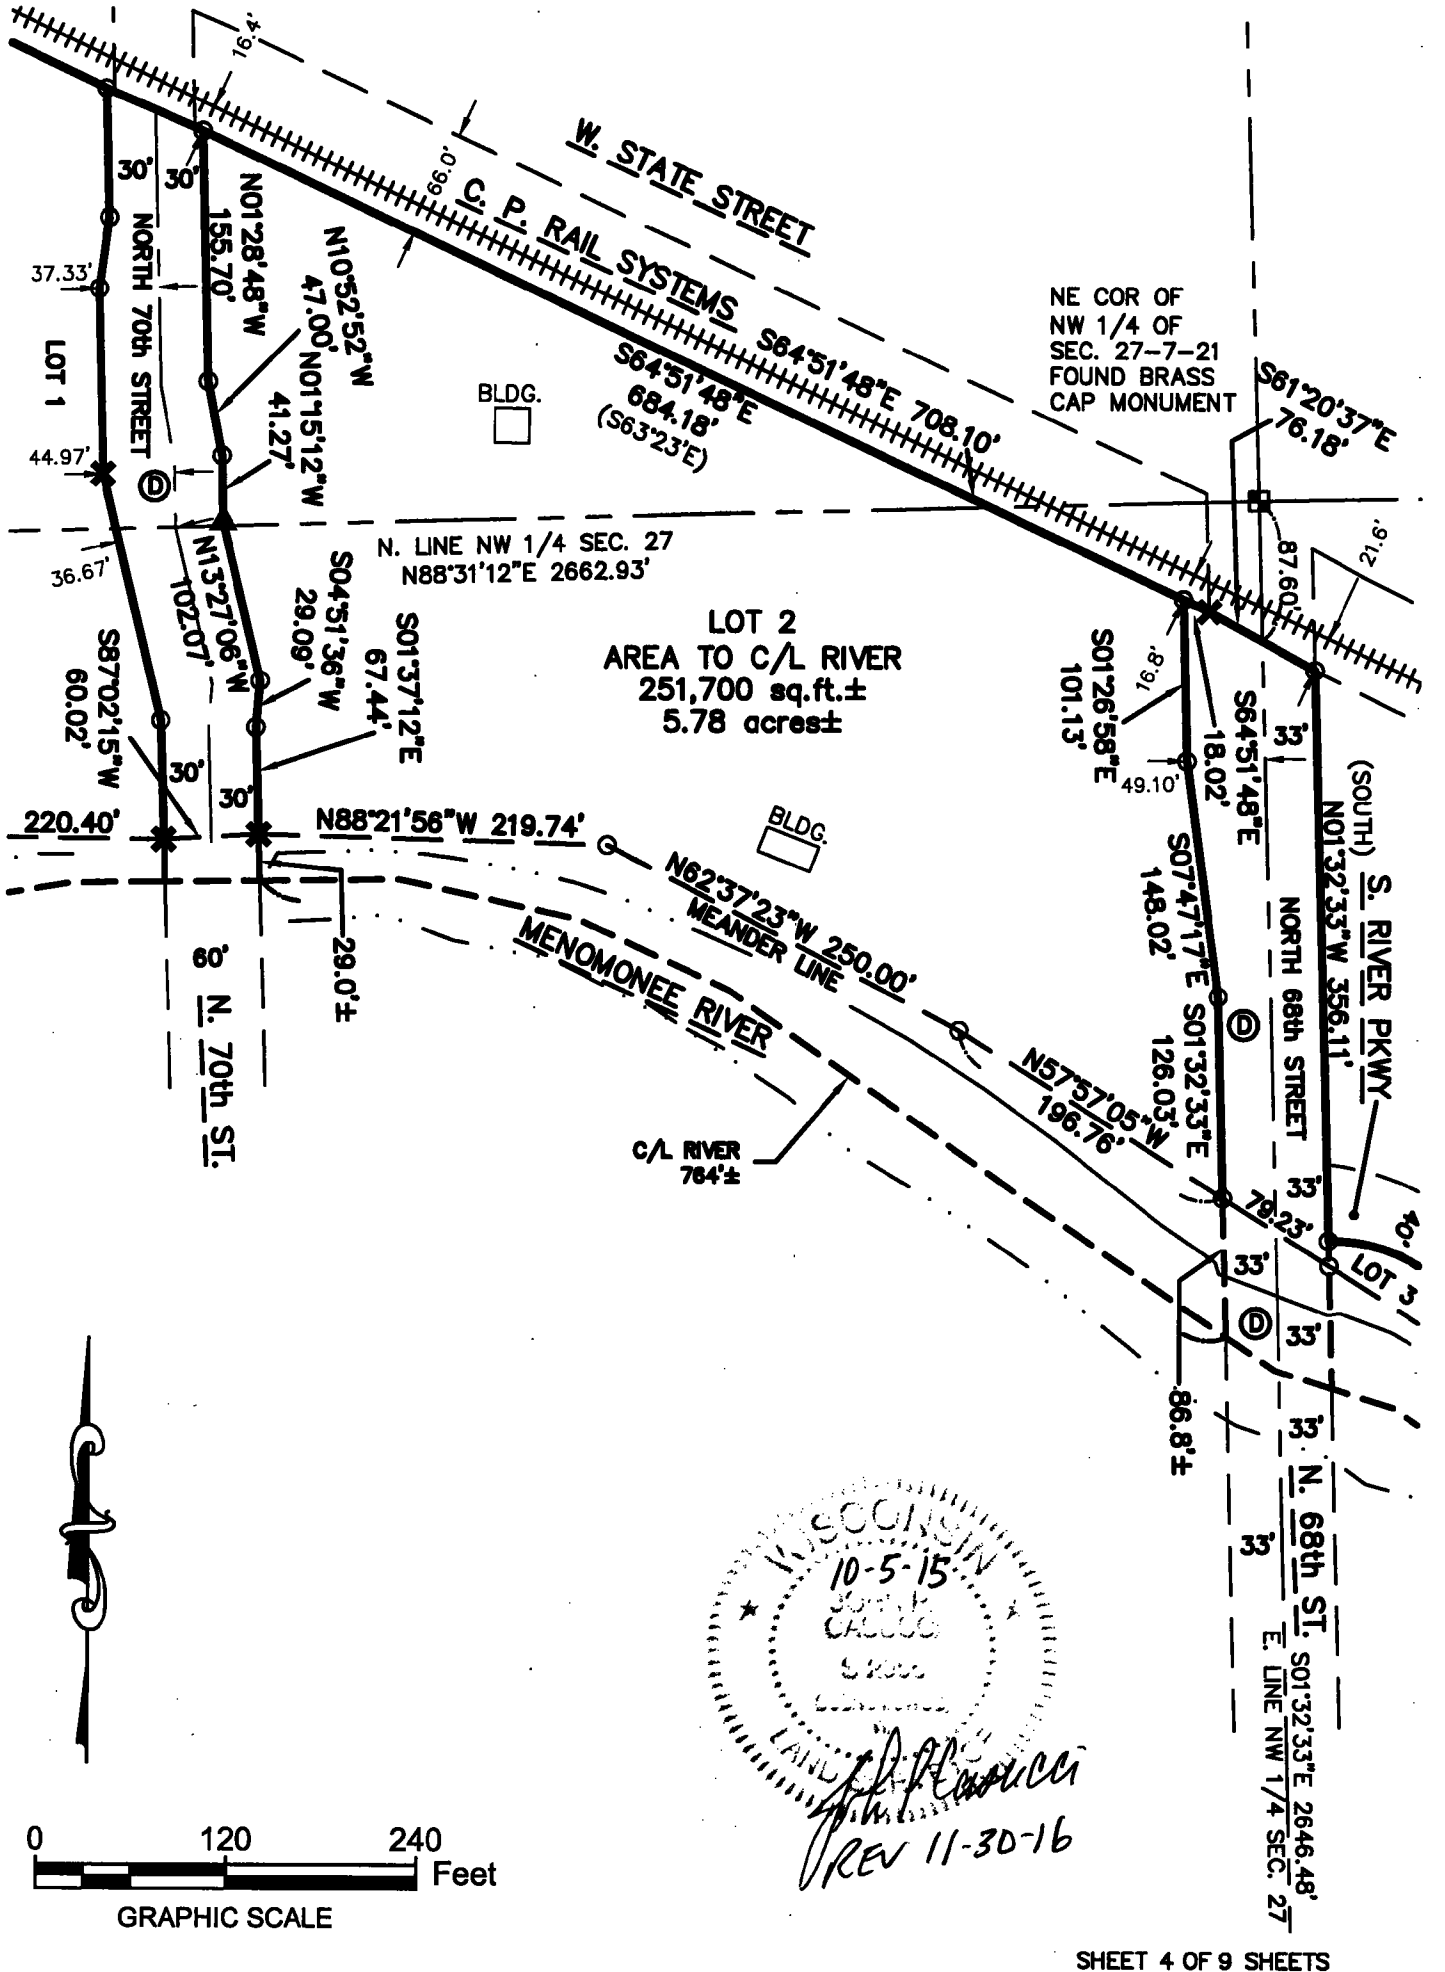 16.4'
66.0'
W. STATE STREET
C. P. RAIL SYSTEMS
S64°51'48"E 708.10'
S64°51'48"E
684.18'
(S63°23'E)
30'
30'
NORTH 70th STREET
N01°28'48"W
155.70'
N10°52'52"W
47.00'
N01°15'12"W
41.27'
37.33'
LOT 1
44.97'
D
36.67'
BLDG.
NE COR OF
NW 1/4 OF
SEC. 27-7-21
FOUND BRASS
CAP MONUMENT
S61°20'37"E
76.18'
87.60'
21.6'
N. LINE NW 1/4 SEC. 27
N88°31'12"E 2662.93'
N13°27'06"W
102.07'
S04°51'36"W
29.09'
S01°37'12"E
67.44'
S87°02'15"W
60.02'
30'
30'
LOT 2
AREA TO C/L RIVER
251,700 sq.ft.±
5.78 acres±
S01°26'58"E
101.13'
16.8'
S64°51'48"E
18.02'
33'
49.10'
(SOUTH)
N01°32'33"W 356.11'
S. RIVER PKWY
220.40'
N88°21'56"W 219.74'
BLDG.
N62°37'23"W 250.00'
MEANDER LINE
S07°47'17"E
148.02'
S01°32'33"E
126.03'
NORTH 68th STREET
D
MENOMONEE RIVER
29.0'±
60'
N. 70th ST.
N57°57'05"W
196.76'
C/L RIVER
764'±
33'
79.23'
40.
LOT 3
33'
D
33'
86.8'±
33'
N. 68th ST.
33'
S01°32'33"E 2646.48'
E. LINE NW 1/4 SEC. 27
WISCONSIN
10-5-15
JOHN P.
CASUCCI
LAND
John P Casucci
REV 11-30-16
0 120 240
Feet
GRAPHIC SCALE
SHEET 4 OF 9 SHEETS